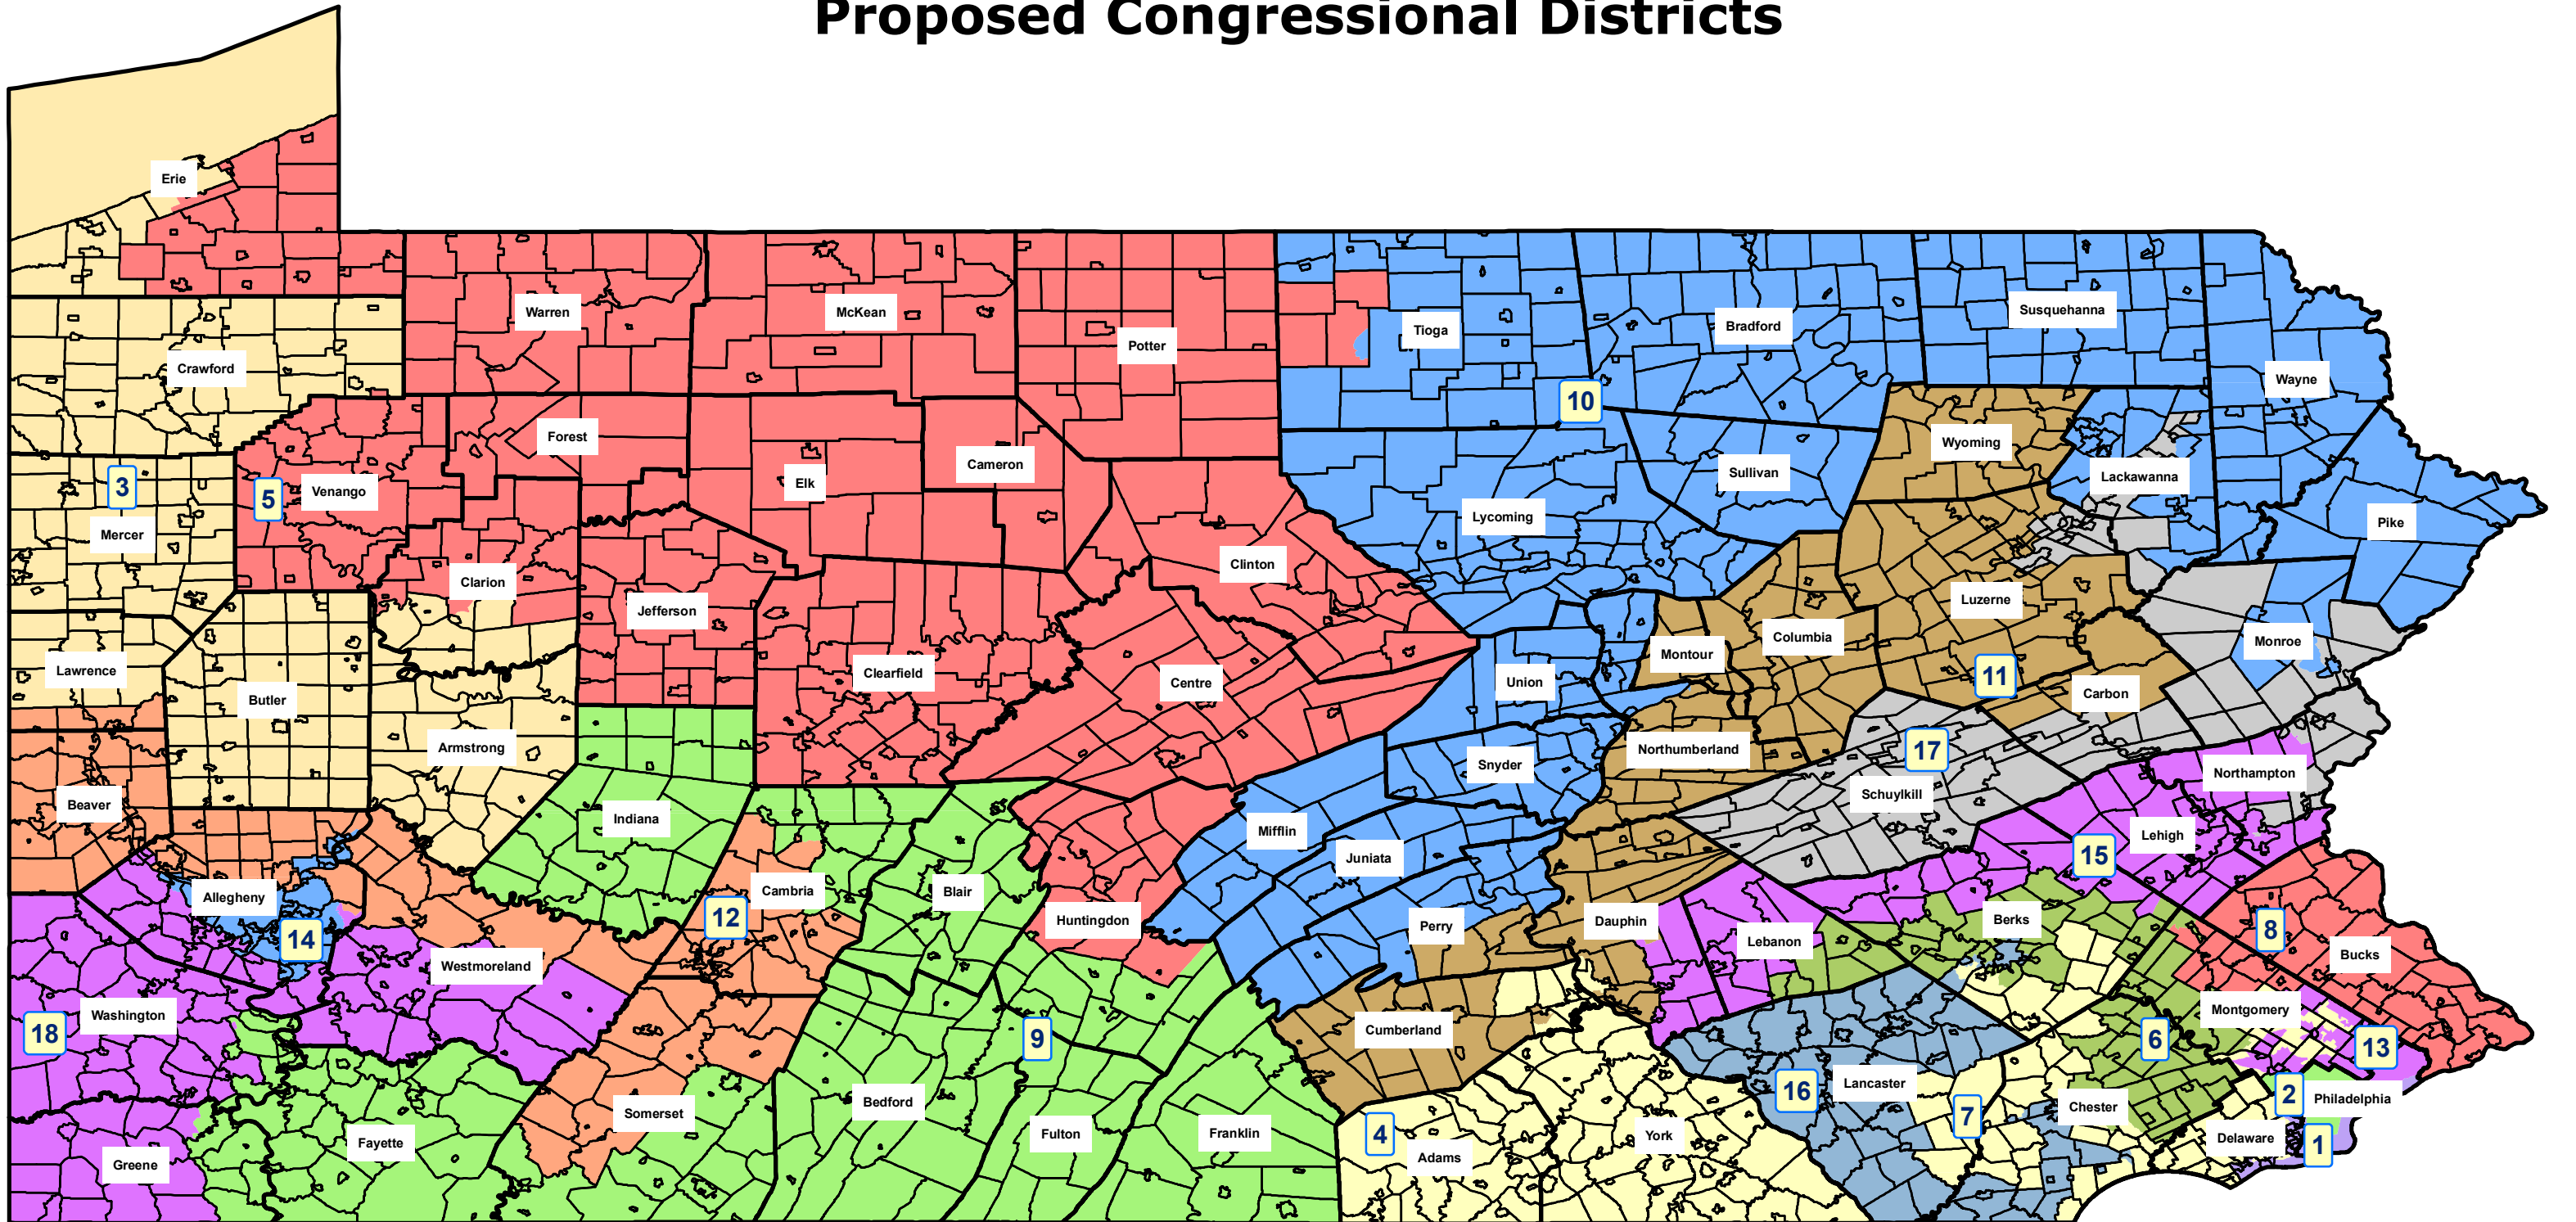 Proposed Congressional Districts
Erie
Warren
McKean
Potter
Tioga
Bradford
Susquehanna
Wayne
Crawford
10
Forest
Wyoming
Cameron
Sullivan
Lackawanna
3
5
Venango
Elk
Lycoming
Pike
Mercer
Clarion
Clinton
Jefferson
Luzerne
Columbia
Monroe
Lawrence
Clearfield
Centre
Union
Montour
11
Carbon
Butler
Armstrong
Northumberland
17
Snyder
Northampton
Beaver
Indiana
Schuylkill
Mifflin
Lehigh
Juniata
15
Allegheny
Cambria
Blair
12
Huntingdon
Perry
Dauphin
Berks
8
14
Lebanon
Bucks
Westmoreland
Washington
18
9
Cumberland
Montgomery
6
13
Lancaster
16
2
Philadelphia
Bedford
Somerset
7
Chester
Fayette
Fulton
Franklin
4
York
Delaware
1
Greene
Adams